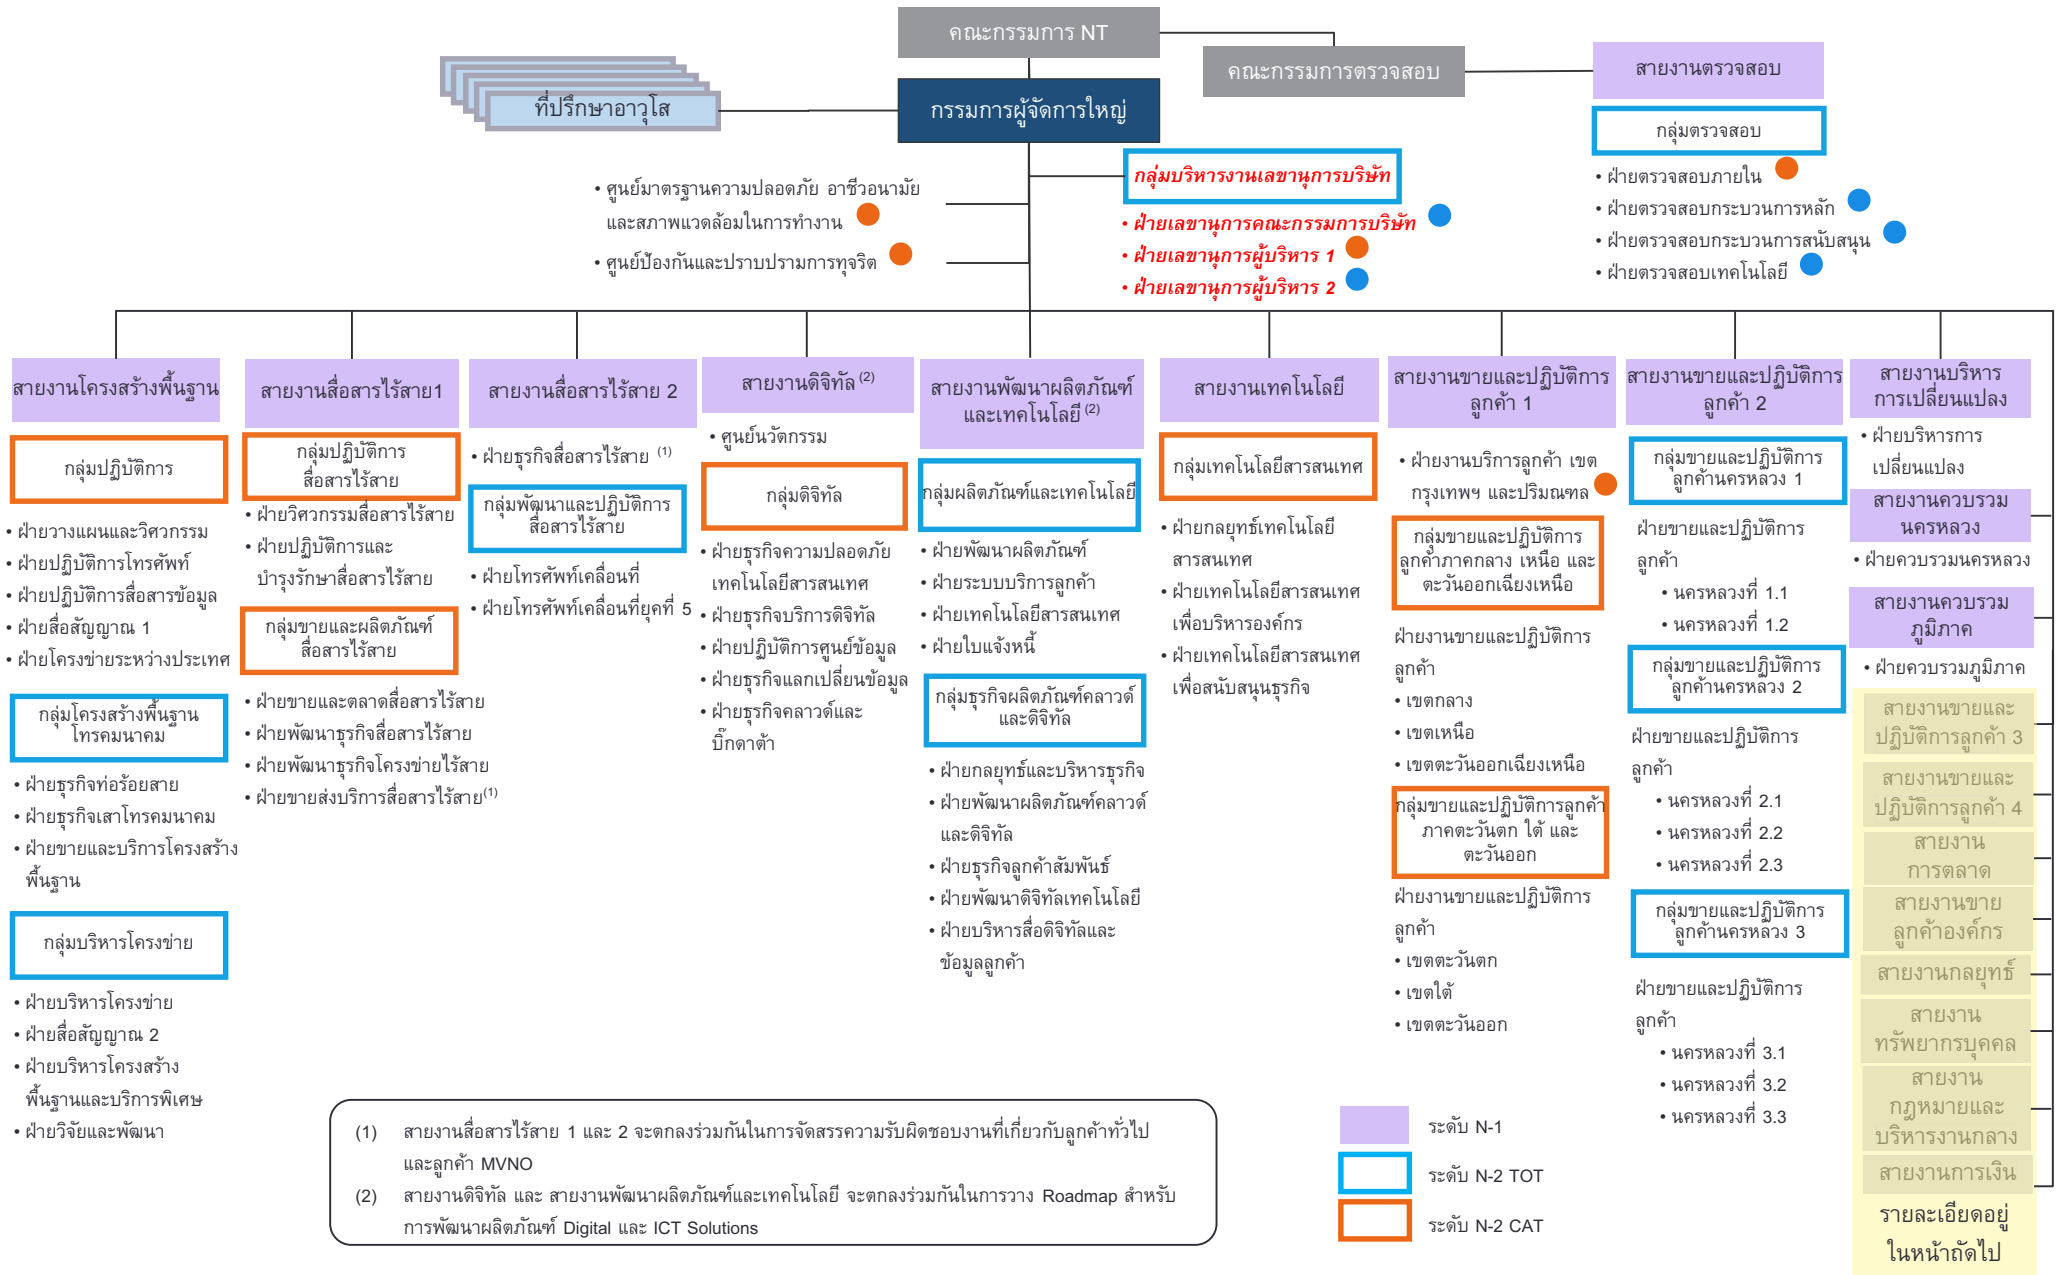 คณะกรรมการ NT
คณะกรรมการตรวจสอบ
สายงานตรวจสอบ
ที่ปรึกษาอาวุโส
กรรมการผู้จัดการใหญ่
กลุ่มตรวจสอบ
• ฝ่ายตรวจสอบภายใน
• ฝ่ายตรวจสอบกระบวนการหลัก
• ฝ่ายตรวจสอบกระบวนการสนับสนุน
• ฝ่ายตรวจสอบเทคโนโลยี
กลุ่มบริหารงานเลขานุการบริษัท
• ฝ่ายเลขานุการคณะกรรมการบริษัท
• ฝ่ายเลขานุการผู้บริหาร 1
• ฝ่ายเลขานุการผู้บริหาร 2
• ศูนย์มาตรฐานความปลอดภัย อาชีวอนามัย
และสภาพแวดล้อมในการทำงาน
• ศูนย์ป้องกันและปราบปรามการทุจริต
สายงานโครงสร้างพื้นฐาน
กลุ่มปฏิบัติการ
• ฝ่ายวางแผนและวิศวกรรม
• ฝ่ายปฏิบัติการโทรศัพท์
• ฝ่ายปฏิบัติการสื่อสารข้อมูล
• ฝ่ายสื่อสัญญาณ 1
• ฝ่ายโครงข่ายระหว่างประเทศ
กลุ่มโครงสร้างพื้นฐาน
โทรคมนาคม
• ฝ่ายธุรกิจท่อร้อยสาย
• ฝ่ายธุรกิจเสาโทรคมนาคม
• ฝ่ายขายและบริการโครงสร้าง
พื้นฐาน
กลุ่มบริหารโครงข่าย
• ฝ่ายบริหารโครงข่าย
• ฝ่ายสื่อสัญญาณ 2
• ฝ่ายบริหารโครงสร้าง
พื้นฐานและบริการพิเศษ
• ฝ่ายวิจัยและพัฒนา
สายงานสื่อสารไร้สาย1
กลุ่มปฏิบัติการ
สื่อสารไร้สาย
• ฝ่ายวิศวกรรมสื่อสารไร้สาย
• ฝ่ายปฏิบัติการและ
บำรุงรักษาสื่อสารไร้สาย
กลุ่มขายและผลิตภัณฑ์
สื่อสารไร้สาย
• ฝ่ายขายและตลาดสื่อสารไร้สาย
• ฝ่ายพัฒนาธุรกิจสื่อสารไร้สาย
• ฝ่ายพัฒนาธุรกิจโครงข่ายไร้สาย
• ฝ่ายขายส่งบริการสื่อสารไร้สาย(1)
สายงานสื่อสารไร้สาย 2
• ฝ่ายธุรกิจสื่อสารไร้สาย (1)
กลุ่มพัฒนาและปฏิบัติการ
สื่อสารไร้สาย
• ฝ่ายโทรศัพท์เคลื่อนที่
• ฝ่ายโทรศัพท์เคลื่อนที่ยุคที่ 5
สายงานดิจิทัล (2)
• ศูนย์นวัตกรรม
กลุ่มดิจิทัล
• ฝ่ายธุรกิจความปลอดภัย
เทคโนโลยีสารสนเทศ
• ฝ่ายธุรกิจบริการดิจิทัล
• ฝ่ายปฏิบัติการศูนย์ข้อมูล
• ฝ่ายธุรกิจแลกเปลี่ยนข้อมูล
• ฝ่ายธุรกิจคลาวด์และ
บิ๊กดาต้า
สายงานพัฒนาผลิตภัณฑ์
และเทคโนโลยี (2)
กลุ่มผลิตภัณฑ์และเทคโนโลยี
• ฝ่ายพัฒนาผลิตภัณฑ์
• ฝ่ายระบบบริการลูกค้า
• ฝ่ายเทคโนโลยีสารสนเทศ
• ฝ่ายใบแจ้งหนี้
กลุ่มธุรกิจผลิตภัณฑ์คลาวด์
และดิจิทัล
• ฝ่ายกลยุทธ์และบริหารธุรกิจ
• ฝ่ายพัฒนาผลิตภัณฑ์คลาวด์
และดิจิทัล
• ฝ่ายธุรกิจลูกค้าสัมพันธ์
• ฝ่ายพัฒนาดิจิทัลเทคโนโลยี
• ฝ่ายบริหารสื่อดิจิทัลและ
ข้อมูลลูกค้า
สายงานเทคโนโลยี
กลุ่มเทคโนโลยีสารสนเทศ
• ฝ่ายกลยุทธ์เทคโนโลยี
สารสนเทศ
• ฝ่ายเทคโนโลยีสารสนเทศ
เพื่อบริหารองค์กร
• ฝ่ายเทคโนโลยีสารสนเทศ
เพื่อสนับสนุนธุรกิจ
สายงานขายและปฏิบัติการ
ลูกค้า 1
• ฝ่ายงานบริการลูกค้า เขต
กรุงเทพฯ และปริมณฑล
กลุ่มขายและปฏิบัติการ
ลูกค้าภาคกลาง เหนือ และ
ตะวันออกเฉียงเหนือ
ฝ่ายงานขายและปฏิบัติการ
ลูกค้า
• เขตกลาง
• เขตเหนือ
• เขตตะวันออกเฉียงเหนือ
กลุ่มขายและปฏิบัติการลูกค้า
ภาคตะวันตก ใต้ และ
ตะวันออก
ฝ่ายงานขายและปฏิบัติการ
ลูกค้า
• เขตตะวันตก
• เขตใต้
• เขตตะวันออก
สายงานขายและปฏิบัติการ
ลูกค้า 2
กลุ่มขายและปฏิบัติการ
ลูกค้านครหลวง 1
ฝ่ายขายและปฏิบัติการ
ลูกค้า
• นครหลวงที่ 1.1
• นครหลวงที่ 1.2
กลุ่มขายและปฏิบัติการ
ลูกค้านครหลวง 2
ฝ่ายขายและปฏิบัติการ
ลูกค้า
• นครหลวงที่ 2.1
• นครหลวงที่ 2.2
• นครหลวงที่ 2.3
กลุ่มขายและปฏิบัติการ
ลูกค้านครหลวง 3
ฝ่ายขายและปฏิบัติการ
ลูกค้า
• นครหลวงที่ 3.1
• นครหลวงที่ 3.2
• นครหลวงที่ 3.3
สายงานบริหาร
การเปลี่ยนแปลง
• ฝ่ายบริหารการ
เปลี่ยนแปลง
สายงานควบรวม
นครหลวง
• ฝ่ายควบรวมนครหลวง
สายงานควบรวม
ภูมิภาค
• ฝ่ายควบรวมภูมิภาค
สายงานขายและ
ปฏิบัติการลูกค้า 3
สายงานขายและ
ปฏิบัติการลูกค้า 4
สายงาน
การตลาด
สายงานขาย
ลูกค้าองค์กร
สายงานกลยุทธ์
สายงาน
ทรัพยากรบุคคล
สายงาน
กฎหมายและ
บริหารงานกลาง
สายงานการเงิน
รายละเอียดอยู่
ในหน้าถัดไป
(1) สายงานสื่อสารไร้สาย 1 และ 2 จะตกลงร่วมกันในการจัดสรรความรับผิดชอบงานที่เกี่ยวกับลูกค้าทั่วไป
และลูกค้า MVNO
(2) สายงานดิจิทัล และ สายงานพัฒนาผลิตภัณฑ์และเทคโนโลยี จะตกลงร่วมกันในการวาง Roadmap สำหรับ
การพัฒนาผลิตภัณฑ์ Digital และ ICT Solutions
ระดับ N-1
ระดับ N-2 TOT
ระดับ N-2 CAT